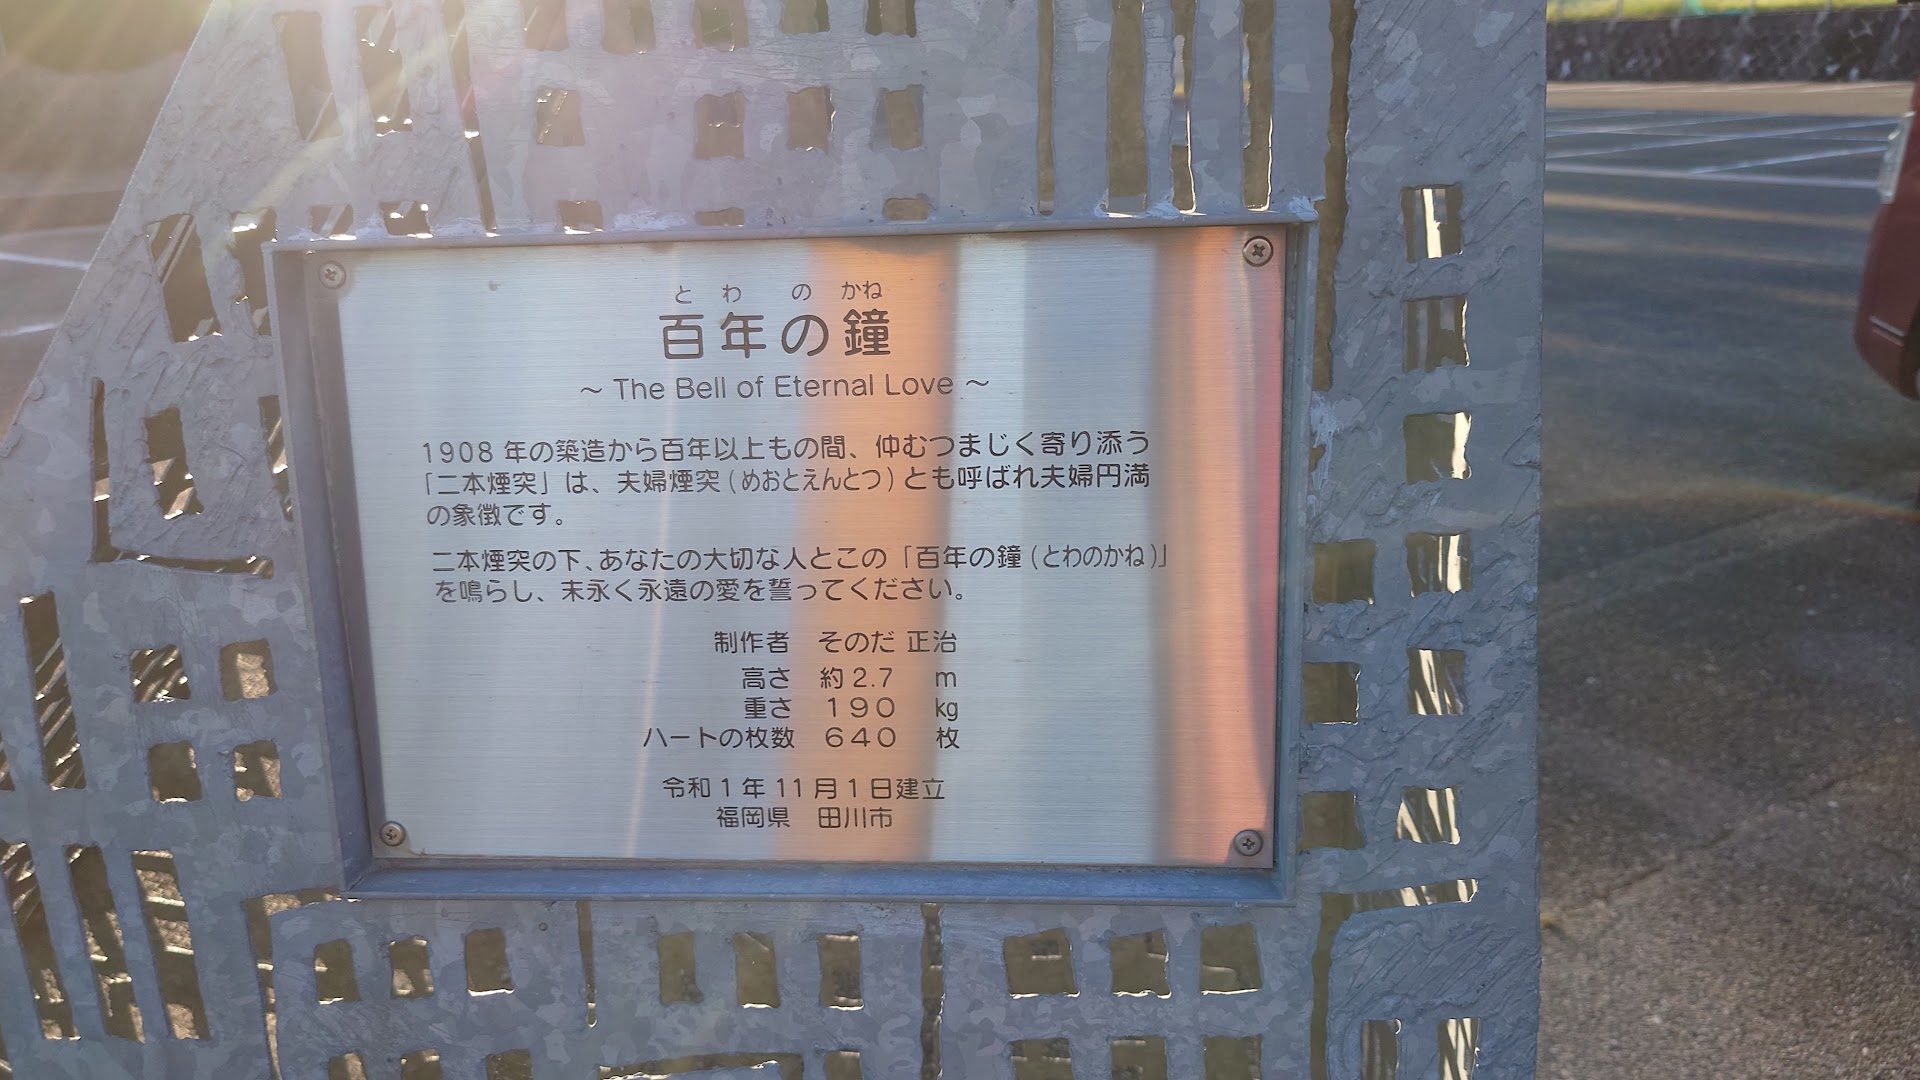 とわ の かね
百年の鐘
～ The Bell of Eternal Love ～
1908 年の築造から百年以上もの間、仲むつまじく寄り添う
「二本煙突」は、夫婦煙突(めおとえんとつ)とも呼ばれ夫婦円満
の象徴です。
二本煙突の下、あなたの大切な人とこの「百年の鐘(とわのかね)」
を鳴らし、末永く永遠の愛を誓ってください。
制作者 そのだ 正治
高さ 約2.7 m
重さ 190 kg
ハートの枚数 640 枚
令和1年11月1日建立
福岡県 田川市